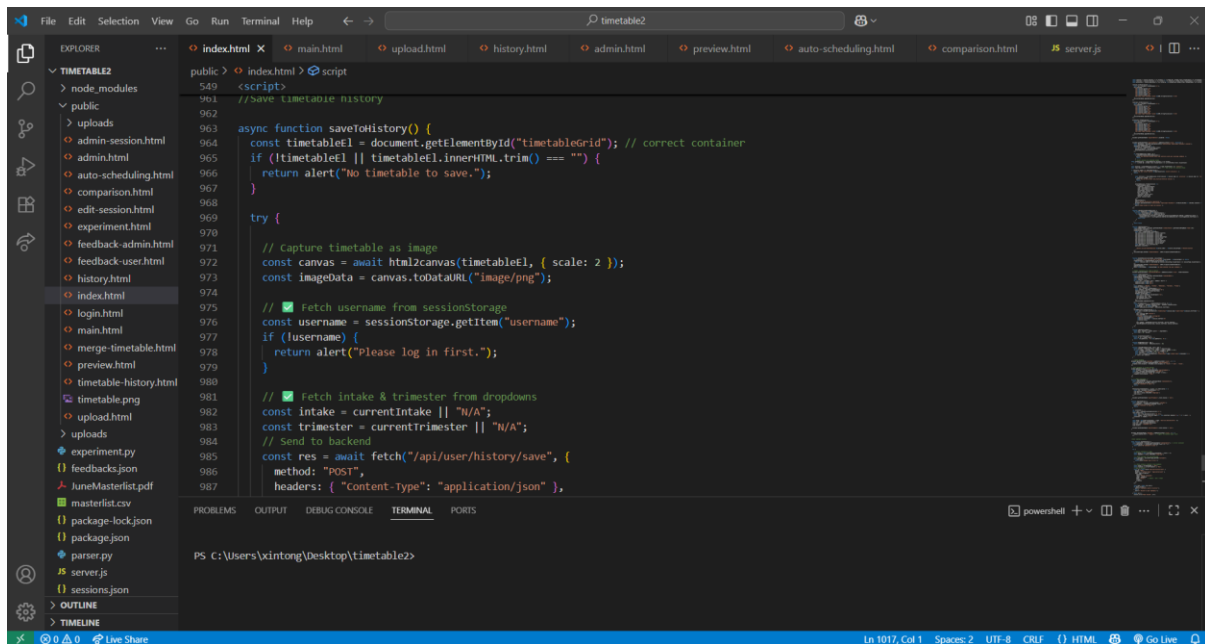 File Edit Selection View Go Run Terminal Help
timetable2
EXPLORER
index.html
main.html
upload.html
history.html
admin.html
preview.html
auto-scheduling.html
comparison.html
JS server.js
TIMETABLE2
node_modules
public
uploads
admin-session.html
admin.html
auto-scheduling.html
comparison.html
edit-session.html
experiment.html
feedback-admin.html
feedback-user.html
history.html
index.html
login.html
main.html
merge-timetable.html
preview.html
timetable-history.html
timetable.png
upload.html
uploads
experiment.py
{} feedbacks.json
JuneMasterlist.pdf
masterlist.csv
{} package-lock.json
{} package.json
parser.py
JS server.js
{} sessions.json
OUTLINE
TIMELINE
public > index.html > script
549 <script>
961 //Save timetable history
962
963 async function saveToHistory() {
964 const timetableEl = document.getElementById("timetableGrid"); // correct container
965 if (!timetableEl || timetableEl.innerHTML.trim() === "") {
966 return alert("No timetable to save.");
967 }
968
969 try {
970
971 // Capture timetable as image
972 const canvas = await html2canvas(timetableEl, { scale: 2 });
973 const imageData = canvas.toDataURL("image/png");
974
975 // ✅ Fetch username from sessionStorage
976 const username = sessionStorage.getItem("username");
977 if (!username) {
978 return alert("Please log in first.");
979 }
980
981 // ✅ Fetch intake & trimester from dropdowns
982 const intake = currentIntake || "N/A";
983 const trimester = currentTrimester || "N/A";
984 // Send to backend
985 const res = await fetch("/api/user/history/save", {
986 method: "POST",
987 headers: { "Content-Type": "application/json" },
PROBLEMS OUTPUT DEBUG CONSOLE TERMINAL PORTS
powershell
PS C:\Users\xintong\Desktop\timetable2>
0 0 0 Live Share
Ln 1017, Col 1 Spaces: 2 UTF-8 CRLF {} HTML Go Live